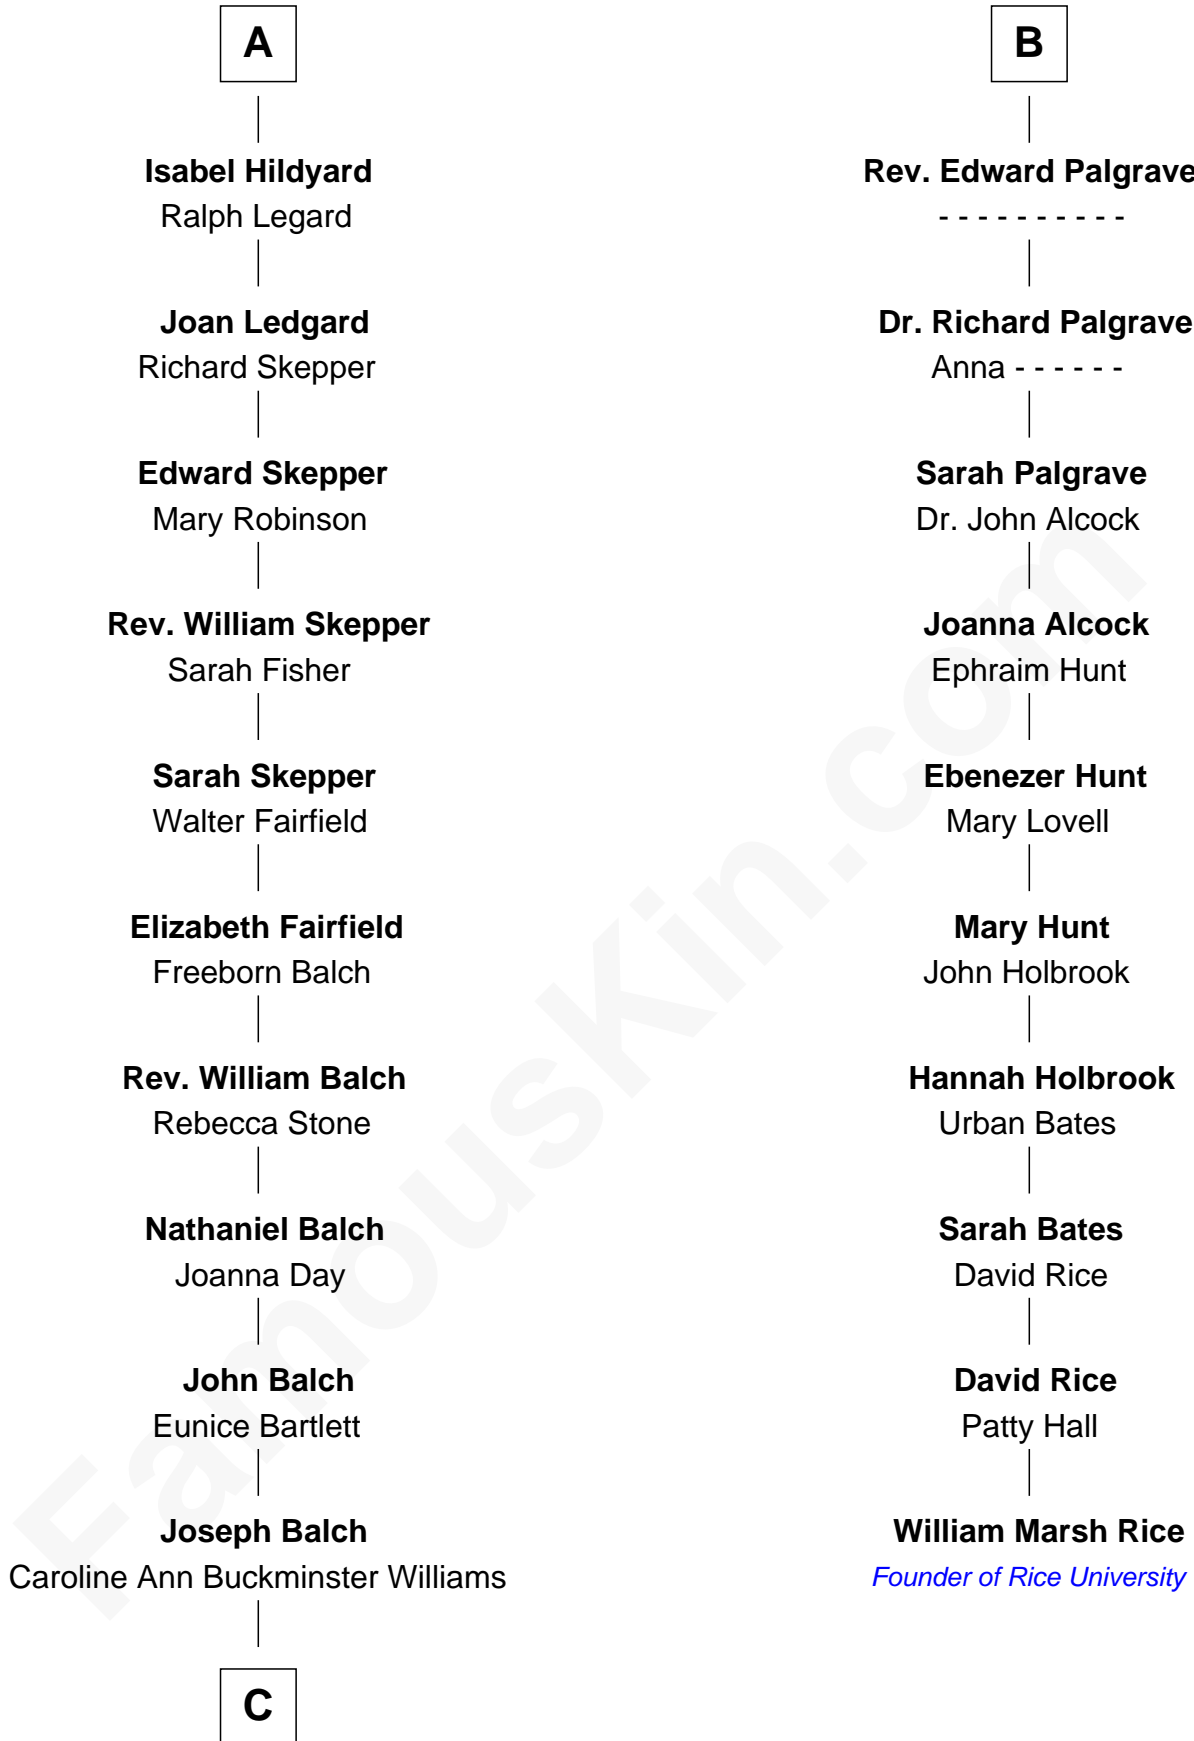 A
Isabel Hildyard
Ralph Legard
Joan Ledgard
Richard Skepper
Edward Skepper
Mary Robinson
Rev. William Skepper
Sarah Fisher
Sarah Skepper
Walter Fairfield
Elizabeth Fairfield
Freeborn Balch
Rev. William Balch
Rebecca Stone
Nathaniel Balch
Joanna Day
John Balch
Eunice Bartlett
Joseph Balch
Caroline Ann Buckminster Williams
C
B
Rev. Edward Palgrave
- - - - - - - - - -
Dr. Richard Palgrave
Anna - - - - - -
Sarah Palgrave
Dr. John Alcock
Joanna Alcock
Ephraim Hunt
Ebenezer Hunt
Mary Lovell
Mary Hunt
John Holbrook
Hannah Holbrook
Urban Bates
Sarah Bates
David Rice
David Rice
Patty Hall
William Marsh Rice
Founder of Rice University
FamousKin.com